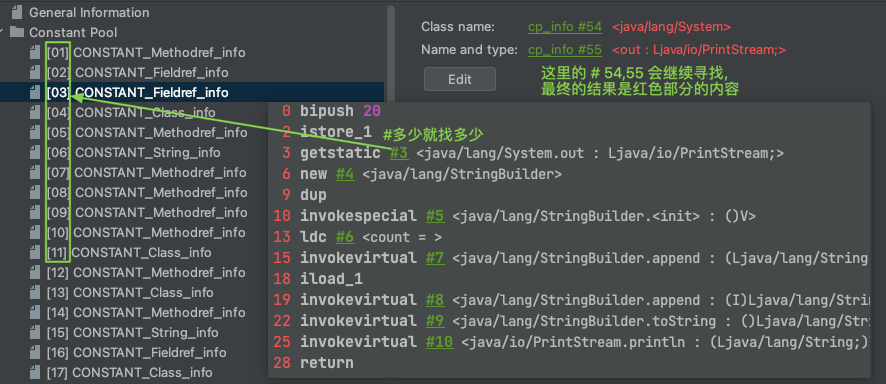 General Information
Constant Pool
[01] CONSTANT_Methodref_info
[02] CONSTANT_Fieldref_info
[03] CONSTANT_Fieldref_info
[04] CONSTANT_Class_info
[05] CONSTANT_Methodref_info
[06] CONSTANT_String_info
[07] CONSTANT_Methodref_info
[08] CONSTANT_Methodref_info
[09] CONSTANT_Methodref_info
[10] CONSTANT_Methodref_info
[11] CONSTANT_Class_info
[12] CONSTANT_Methodref_info
[13] CONSTANT_Class_info
[14] CONSTANT_Methodref_info
[15] CONSTANT_String_info
[16] CONSTANT_Fieldref_info
[17] CONSTANT_Class_info
Class name: cp_info #54 <java/lang/System>
Name and type: cp_info #55 <out : Ljava/io/PrintStream;>
Edit
这里的 # 54,55 会继续寻找,
最终的结果是红色部分的内容
0 bipush 20
2 istore_1 #多少就找多少
3 getstatic #3 <java/lang/System.out : Ljava/io/PrintStream;>
6 new #4 <java/lang/StringBuilder>
9 dup
10 invokespecial #5 <java/lang/StringBuilder.<init> : ()V>
13 ldc #6 <count = >
15 invokevirtual #7 <java/lang/StringBuilder.append : (Ljava/lang/String
18 iload_1
19 invokevirtual #8 <java/lang/StringBuilder.append : (I)Ljava/lang/Stri
22 invokevirtual #9 <java/lang/StringBuilder.toString : ()Ljava/lang/Str
25 invokevirtual #10 <java/io/PrintStream.println : (Ljava/lang/String;)
28 return